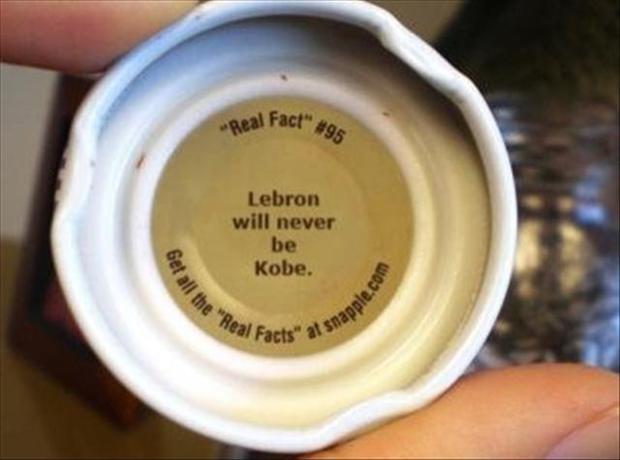 "Real Fact" #95
Lebron
will never
be
Kobe.
Get all the "Real Facts" at snapple.com